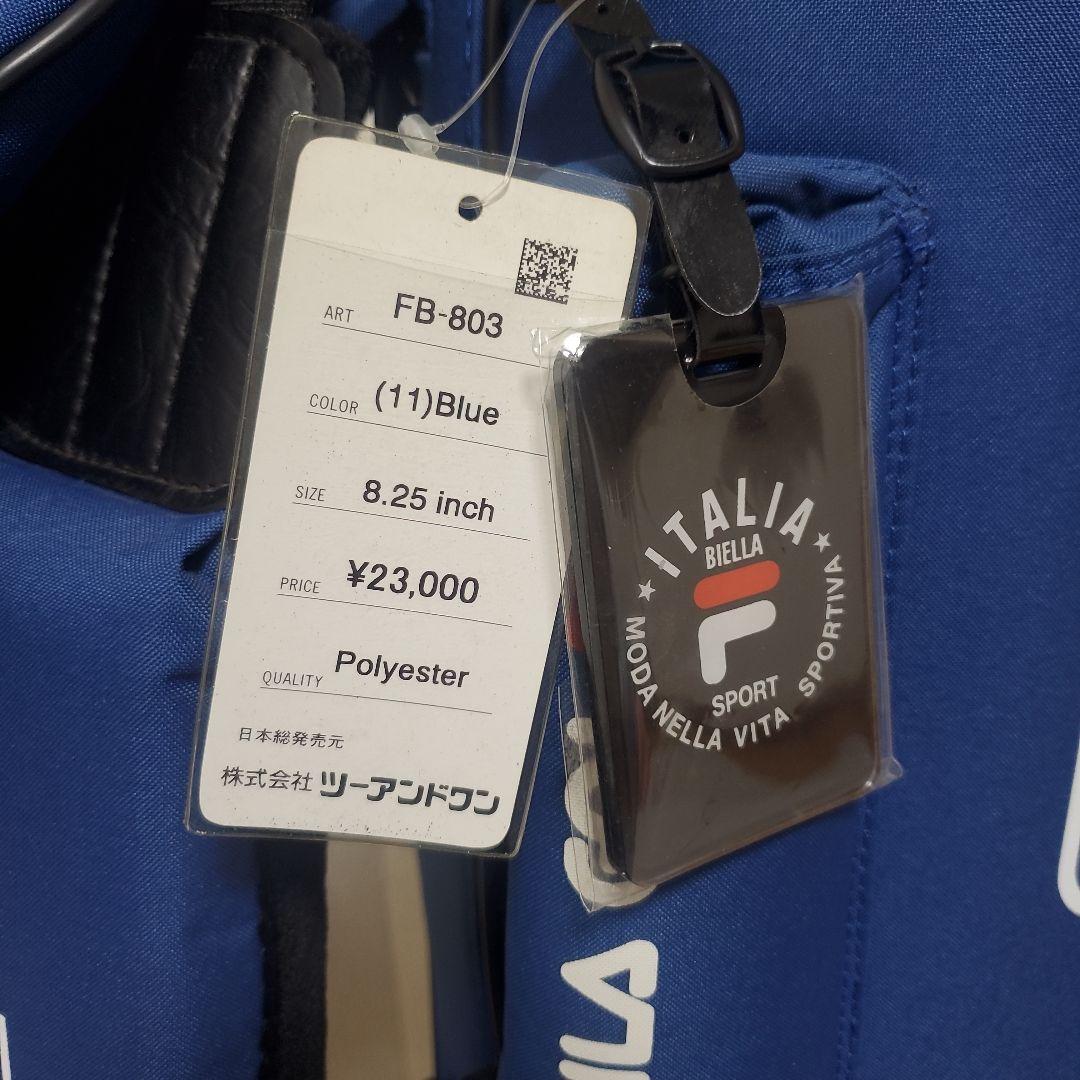 ART FB-803
COLOR (11)Blue
SIZE 8.25 inch
PRICE ¥23,000
QUALITY Polyester
日本総発売元
株式会社 ツーアンドワン
ITALIA
BIELLA
F
SPORT
MODA NELLA VITA SPORTIVA
ILA